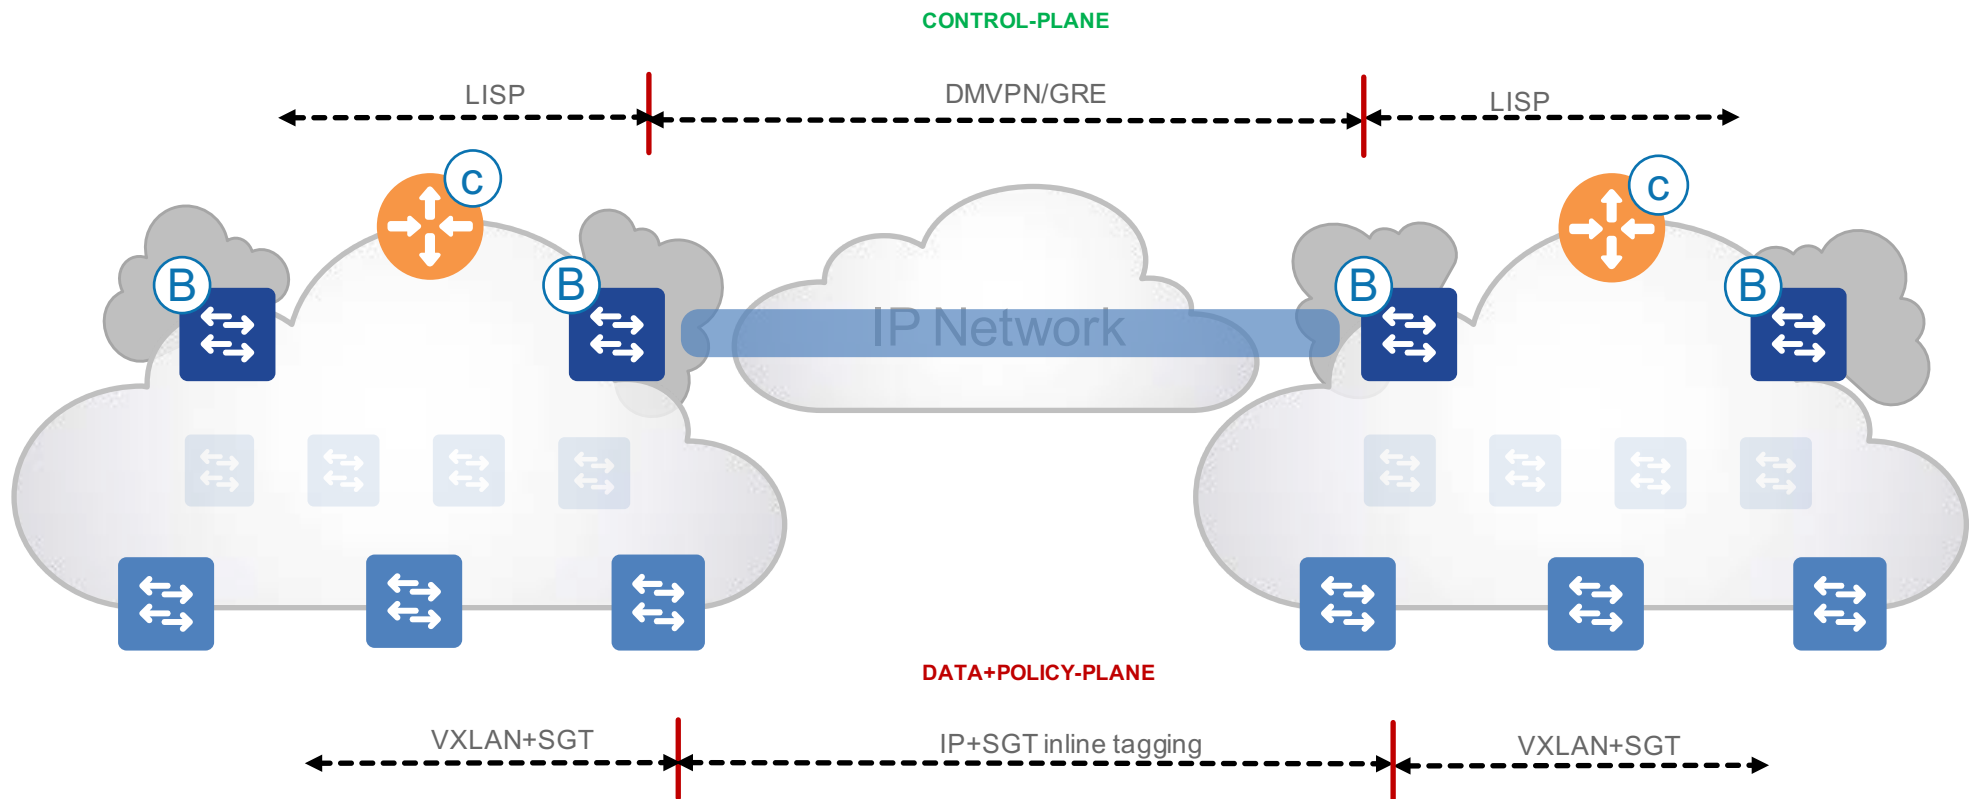 CONTROL-PLANE
LISP
DMVPN/GRE
LISP
C
C
B
B
B
B
IP Network
DATA+POLICY-PLANE
VXLAN+SGT
IP+SGT inline tagging
VXLAN+SGT